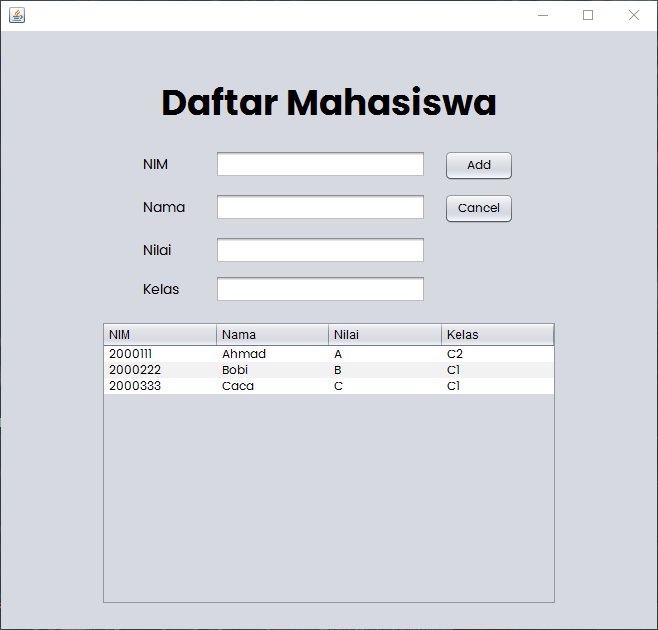 Daftar Mahasiswa
NIM Add
Nama Cancel
Nilai
Kelas
NIM Nama Nilai Kelas
2000111 Ahmad A C2
2000222 Bobi B C1
2000333 Caca C C1